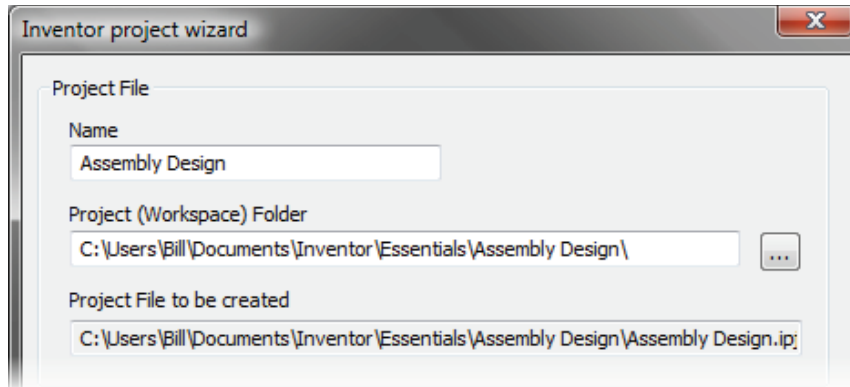 Inventor project wizard
Project File
Name
Assembly Design
Project (Workspace) Folder
C:\Users\Bill\Documents\Inventor\Essentials\Assembly Design\
...
Project File to be created
C:\Users\Bill\Documents\Inventor\Essentials\Assembly Design\Assembly Design.ipj